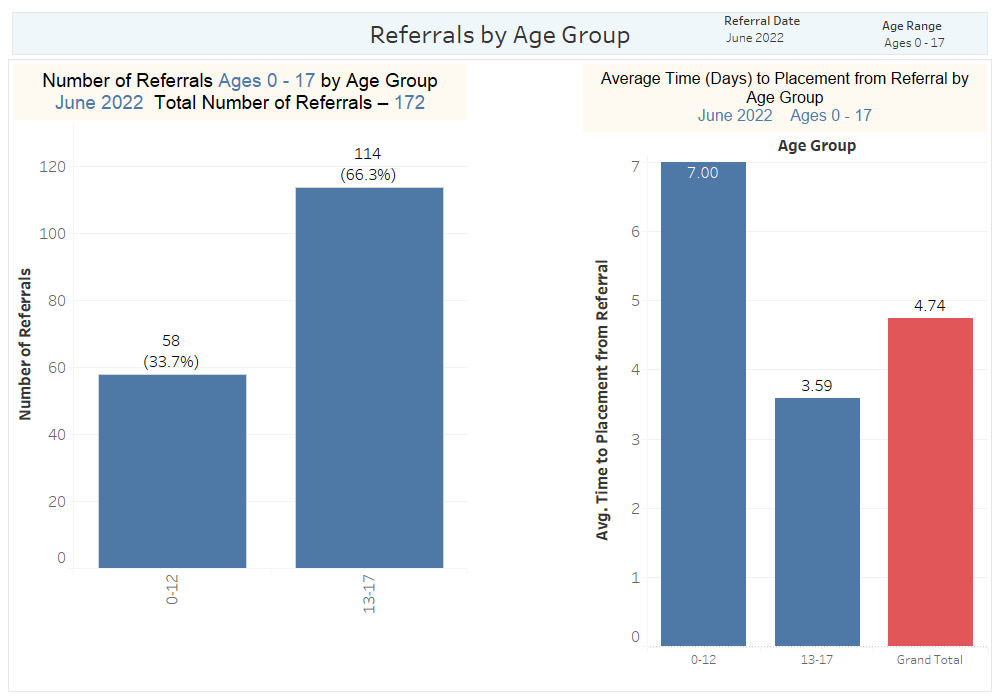 Referrals by Age Group
Referral Date
June 2022
Age Range
Ages 0 - 17
Number of Referrals Ages 0 - 17 by Age Group
June 2022 Total Number of Referrals – 172
Number of Referrals
120
100
80
60
40
20
0
58
(33.7%)
114
(66.3%)
0-12
13-17
Average Time (Days) to Placement from Referral by
Age Group
June 2022 Ages 0 - 17
Age Group
Avg. Time to Placement from Referral
7
6
5
4
3
2
1
0
7.00
3.59
4.74
0-12
13-17
Grand Total